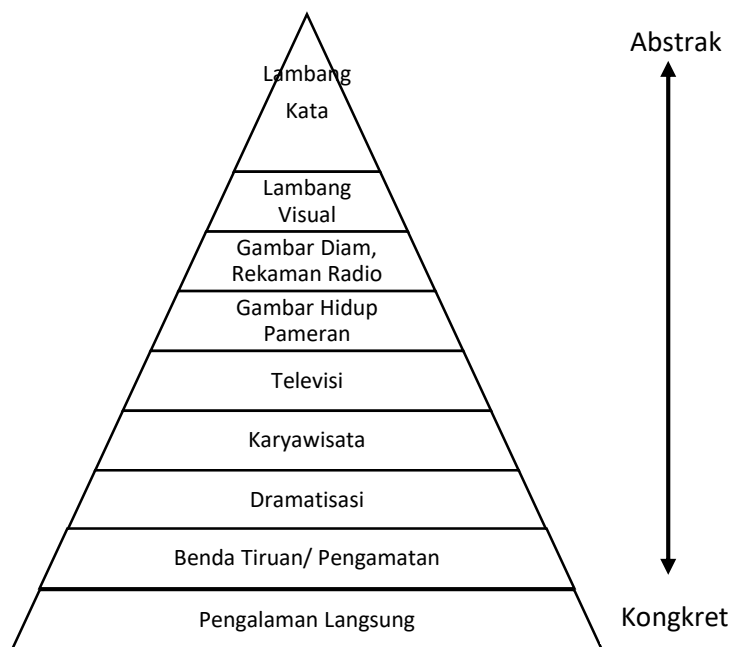 Abstrak
Lambang
Kata
Lambang
Visual
Gambar Diam,
Rekaman Radio
Gambar Hidup
Pameran
Televisi
Karyawisata
Dramatisasi
Benda Tiruan/ Pengamatan
Pengalaman Langsung
Kongkret